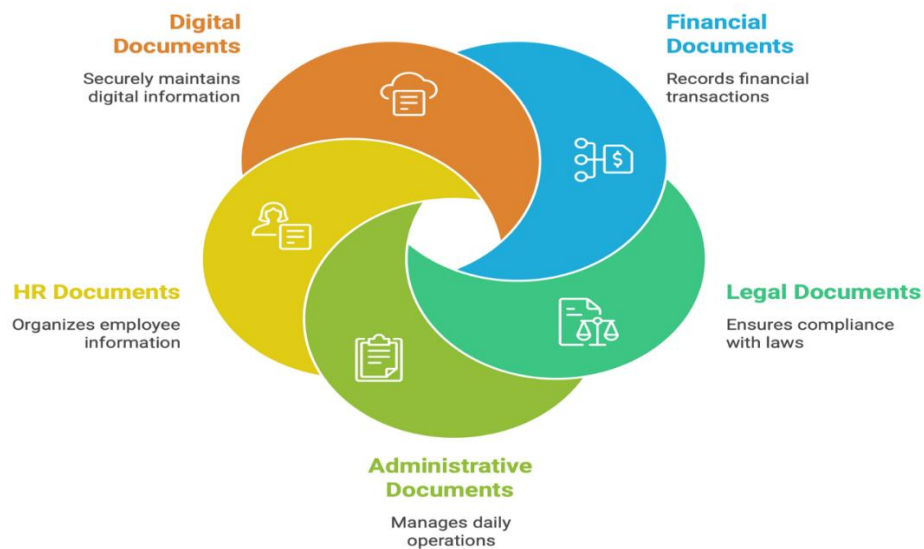 Digital
Documents
Securely maintains
digital information
Financial
Documents
Records financial
transactions
$
HR Documents
Organizes employee
information
Legal Documents
Ensures compliance
with laws
Administrative
Documents
Manages daily
operations